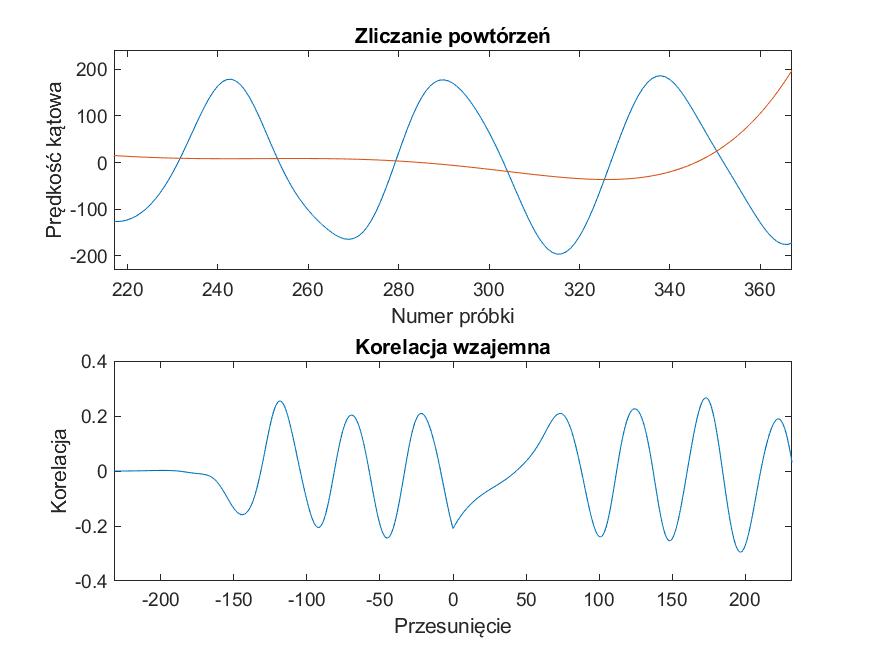 Zliczanie powtórzeń
200
100
0
-100
-200
Prędkość kątowa
220 240 260 280 300 320 340 360
Numer próbki
Korelacja wzajemna
0.4
0.2
0
-0.2
-0.4
Korelacja
-200 -150 -100 -50 0 50 100 150 200
Przesunięcie